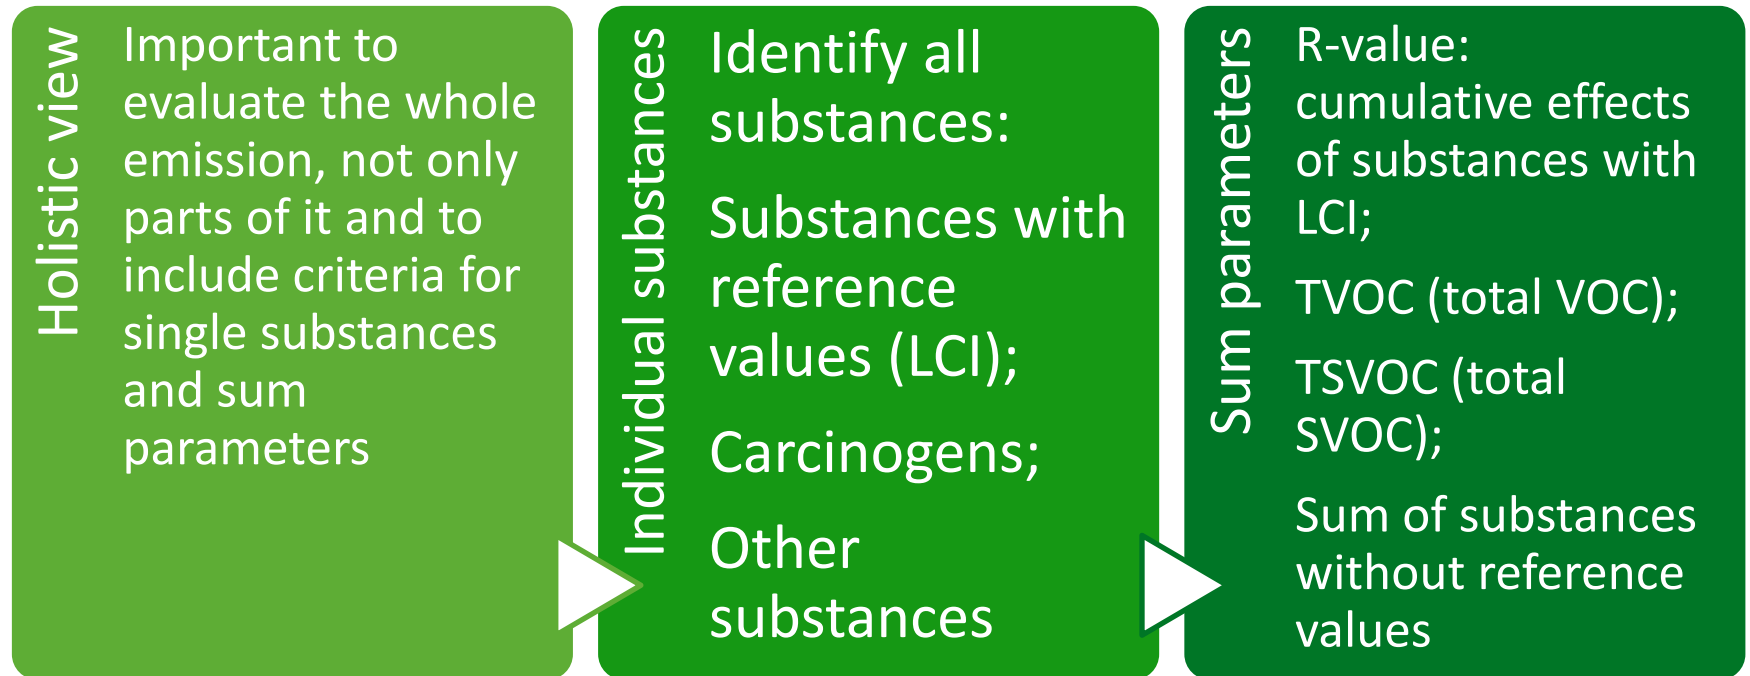 Holistic view
Important to
evaluate the whole
emission, not only
parts of it and to
include criteria for
single substances
and sum
parameters
Individual substances
Identify all
substances:
Substances with
reference
values (LCI);
Carcinogens;
Other
substances
Sum parameters
R-value:
cumulative effects
of substances with
LCI;
TVOC (total VOC);
TSVOC (total
SVOC);
Sum of substances
without reference
values